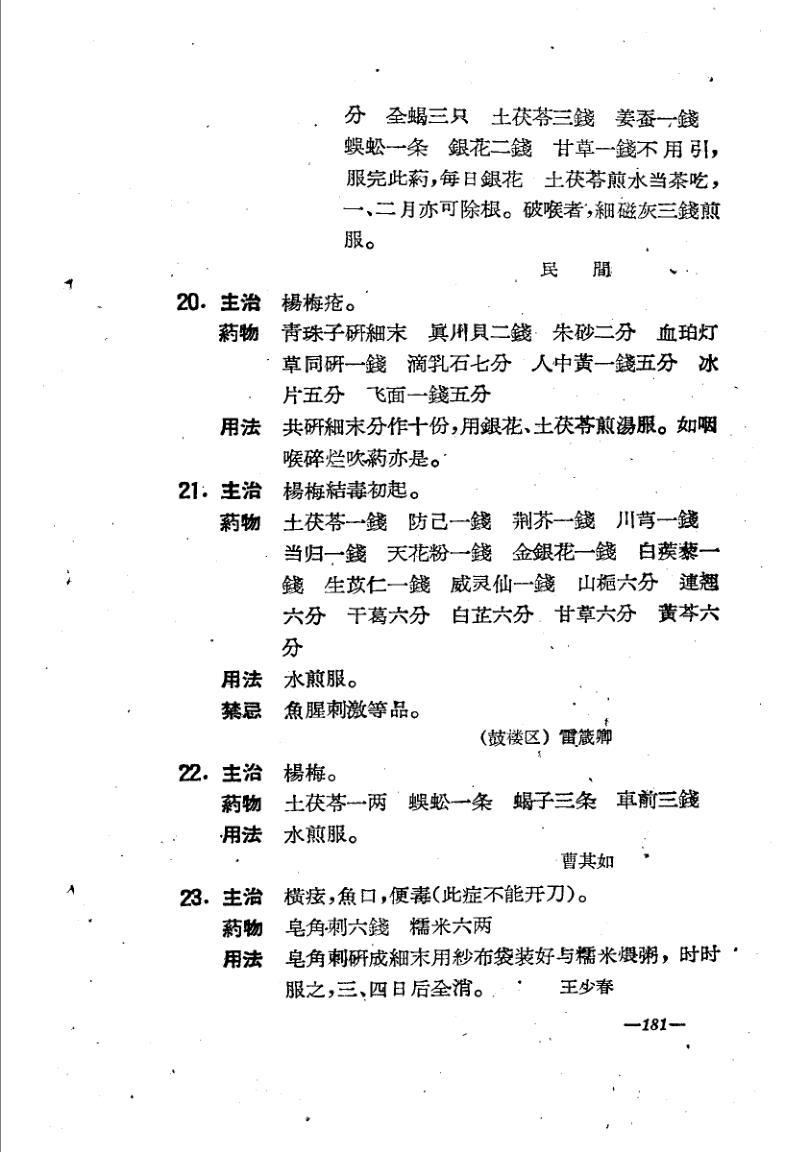 分　全蝎三只　土茯苓三錢　姜蚕一錢
蜈蚣一条　銀花二錢　甘草一錢不用引，
服完此葯，每日銀花　土茯苓煎水当茶吃，
一、二月亦可除根。破喉者，細磁灰三錢煎
服。
民　間
20．主治　楊梅疮。
葯物　青珠子研細末　眞川貝二錢　朱砂二分　血珀灯
草同研一錢　滴乳石七分　人中黃一錢五分　冰
片五分　飞面一錢五分
用法　共研細末分作十份，用銀花、土茯苓煎湯服。如咽
喉碎烂吹葯亦是。
21．主治　楊梅結毒初起。
葯物　土茯苓一錢　防己一錢　荆芥一錢　川芎一錢
当归一錢　天花粉一錢　金銀花一錢　白蒺藜一
錢　生苡仁一錢　威灵仙一錢　山栀六分　連翹
六分　干葛六分　白芷六分　甘草六分　黃芩六
分
用法　水煎服。
禁忌　魚腥刺激等品。
（鼓楼区）雷箴卿
22．主治　楊梅。
葯物　土茯苓一两　蜈蚣一条　蝎子三条　車前三錢
用法　水煎服。
曹其如
23．主治　橫痃，魚口，便毒（此症不能开刀）。
葯物　皂角刺六錢　糯米六两
用法　皂角刺研成細末用紗布袋装好与糯米煨粥，时时
服之，三、四日后全消。　王少春
—181—